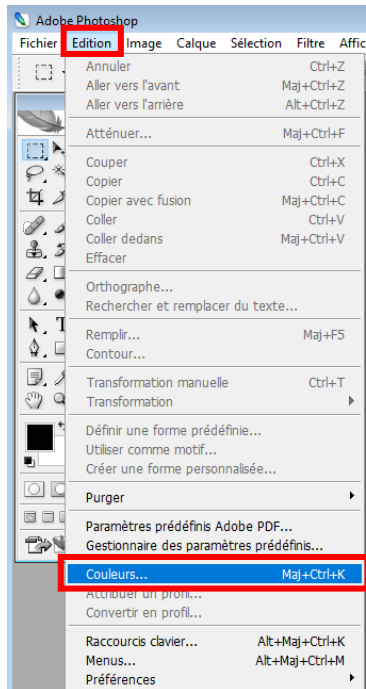 Adobe Photoshop
Fichier Edition Image Calque Sélection Filtre Affic
Annuler Ctrl+Z
Aller vers l'avant Maj+Ctrl+Z
Aller vers l'arrière Alt+Ctrl+Z
Atténuer... Maj+Ctrl+F
Couper Ctrl+X
Copier Ctrl+C
Copier avec fusion Maj+Ctrl+C
Coller Ctrl+V
Coller dedans Maj+Ctrl+V
Effacer
Orthographe...
Rechercher et remplacer du texte...
Remplir... Maj+F5
Contour...
Transformation manuelle Ctrl+T
Transformation
Définir une forme prédéfinie...
Utiliser comme motif...
Créer une forme personnalisée...
Purger
Paramètres prédéfinis Adobe PDF...
Gestionnaire des paramètres prédéfinis...
Couleurs... Maj+Ctrl+K
Attribuer un profil...
Convertir en profil...
Raccourcis clavier... Alt+Maj+Ctrl+K
Menus... Alt+Maj+Ctrl+M
Préférences